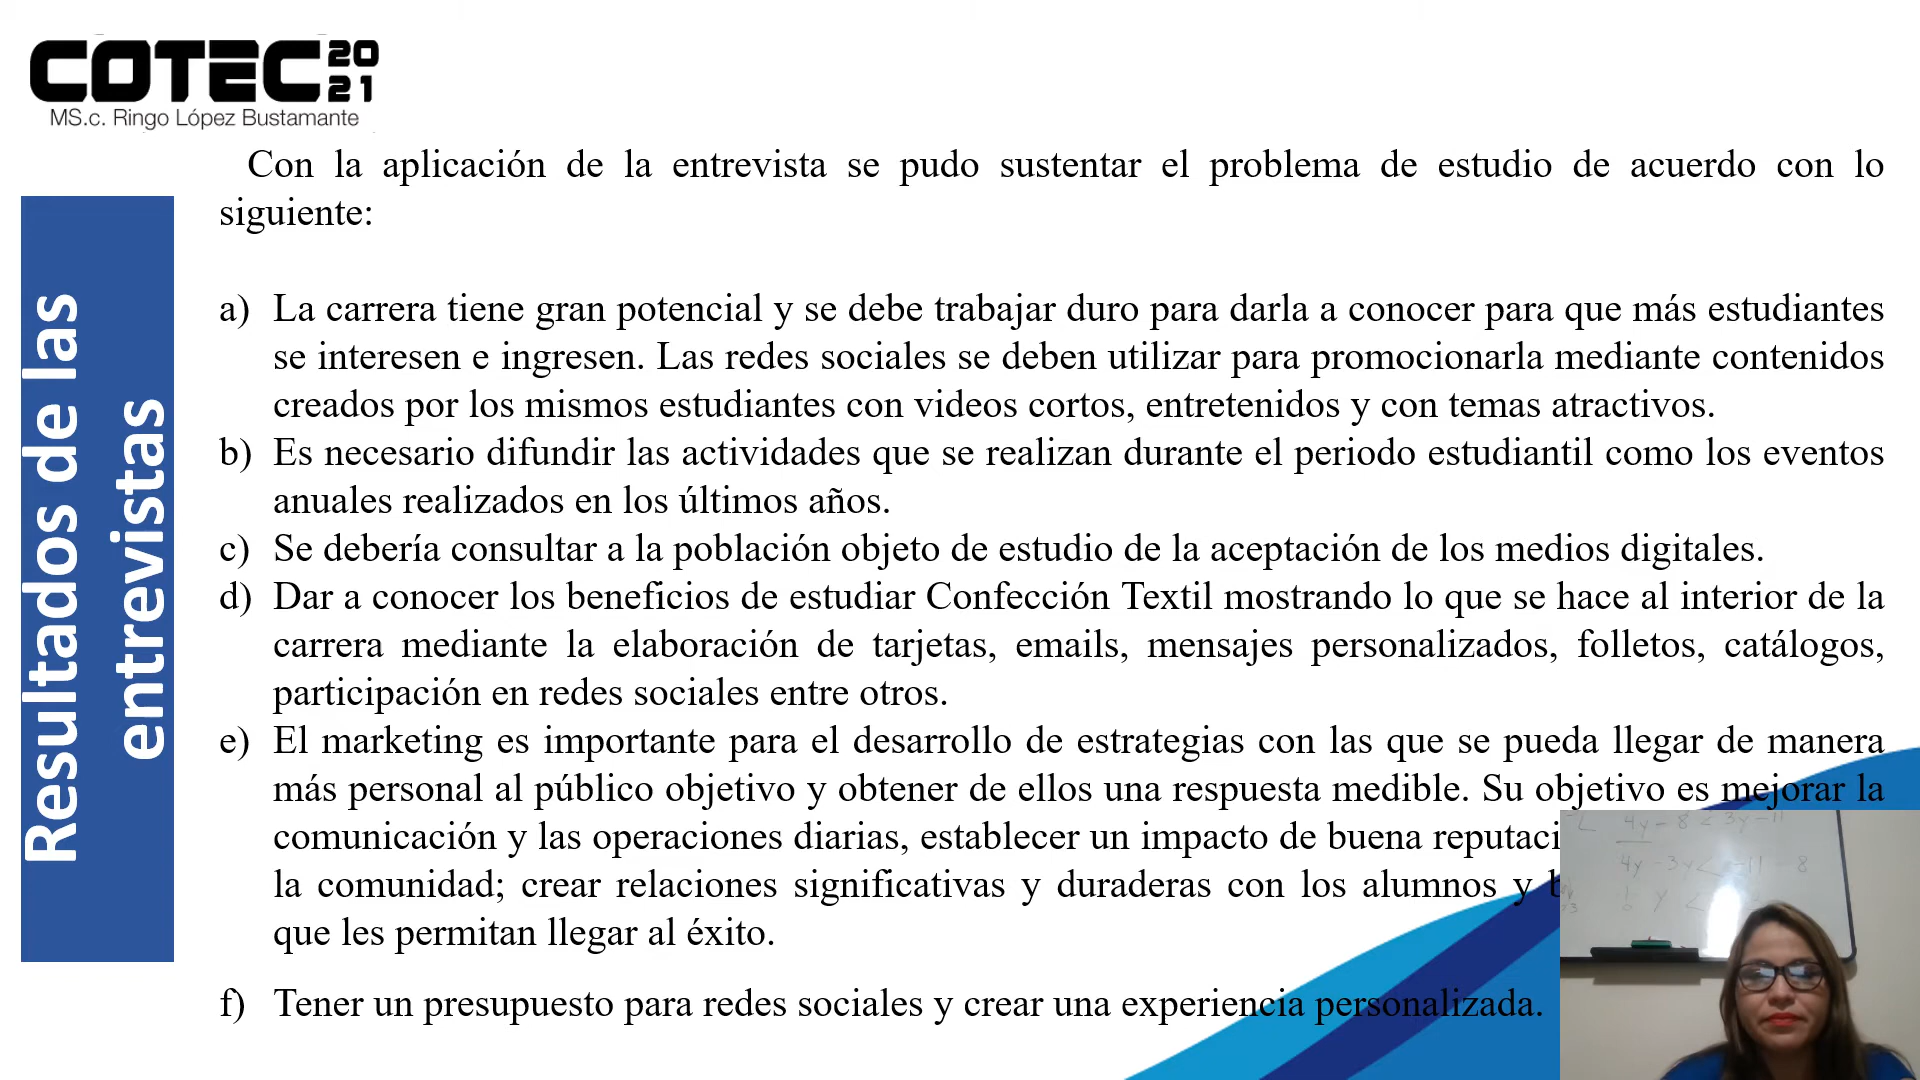 COTEC 20
21
MS.c. Ringo López Bustamante
Resultados de las
entrevistas
Con la aplicación de la entrevista se pudo sustentar el problema de estudio de acuerdo con lo
siguiente:
a) La carrera tiene gran potencial y se debe trabajar duro para darla a conocer para que más estudiantes
se interesen e ingresen. Las redes sociales se deben utilizar para promocionarla mediante contenidos
creados por los mismos estudiantes con videos cortos, entretenidos y con temas atractivos.
b) Es necesario difundir las actividades que se realizan durante el periodo estudiantil como los eventos
anuales realizados en los últimos años.
c) Se debería consultar a la población objeto de estudio de la aceptación de los medios digitales.
d) Dar a conocer los beneficios de estudiar Confección Textil mostrando lo que se hace al interior de la
carrera mediante la elaboración de tarjetas, emails, mensajes personalizados, folletos, catálogos,
participación en redes sociales entre otros.
e) El marketing es importante para el desarrollo de estrategias con las que se pueda llegar de manera
más personal al público objetivo y obtener de ellos una respuesta medible. Su objetivo es mejorar la
comunicación y las operaciones diarias, establecer un impacto de buena reputaci
la comunidad; crear relaciones significativas y duraderas con los alumnos y
que les permitan llegar al éxito.
f) Tener un presupuesto para redes sociales y crear una experiencia personalizada.
4y - 8 < 3y - 11
4y - 3y < -11 8
y <